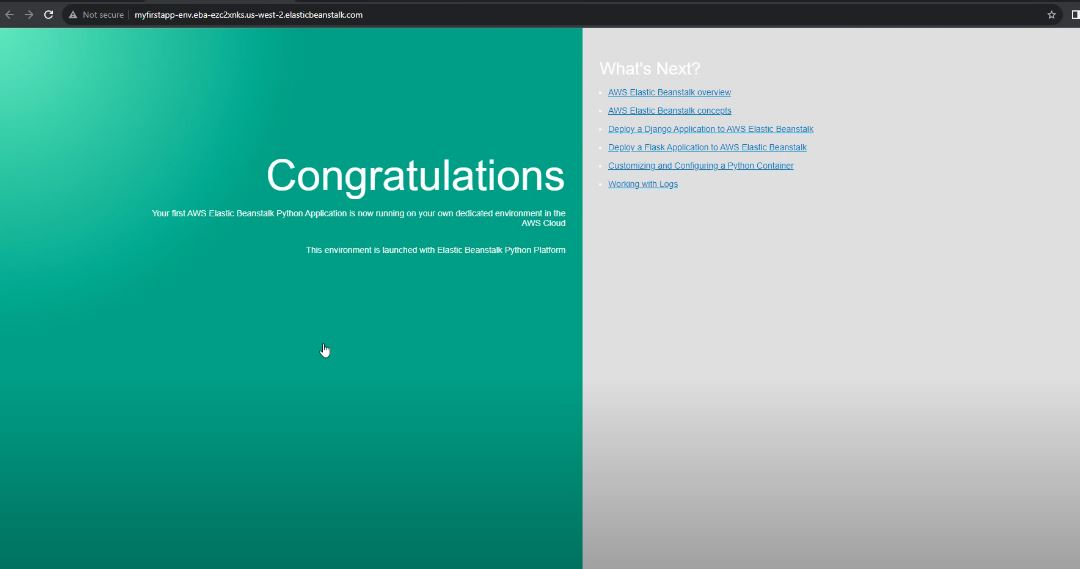 Not secure
myfirstapp-env.eba-ezc2xnks.us-west-2.elasticbeanstalk.com
Congratulations
Your first AWS Elastic Beanstalk Python Application is now running on your own dedicated environment in the
AWS Cloud
This environment is launched with Elastic Beanstalk Python Platform
What's Next?
AWS Elastic Beanstalk overview
AWS Elastic Beanstalk concepts
Deploy a Django Application to AWS Elastic Beanstalk
Deploy a Flask Application to AWS Elastic Beanstalk
Customizing and Configuring a Python Container
Working with Logs